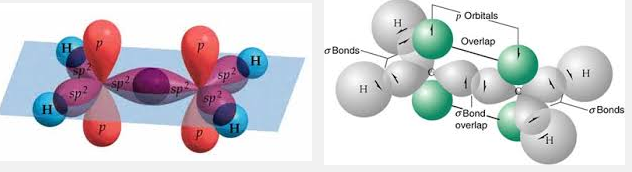 H
p
p
H
sp²
sp²
sp²
sp²
sp²
sp²
H
H
p
p
H
p Orbitals
σ Bonds
Overlap
H
H
C
C
σ Bond
overlap
σ Bonds
H